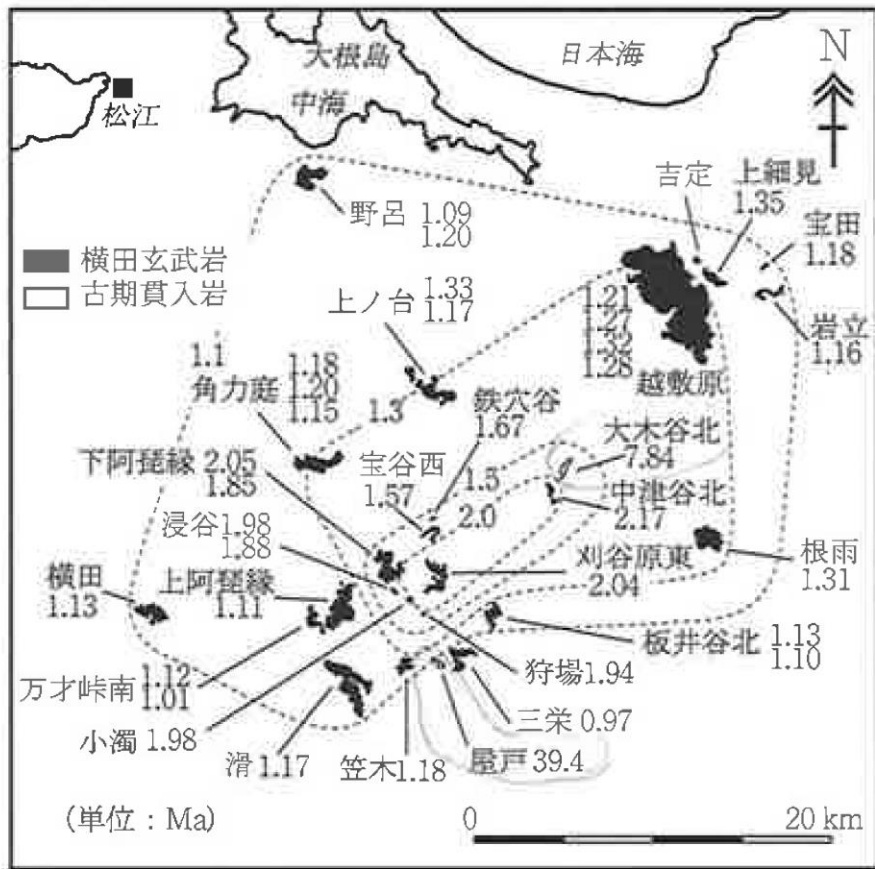 大根島
日本海
N
松江
中海
吉定
上細見
1.35
宝田
1.18
野呂 1.09
1.20
横田玄武岩
古期貫入岩
上ノ台 1.33
1.17
1.21
1.27
1.32
1.28
越敷原
岩立
1.16
1.1
角力庭
1.18
1.20
1.15
1.3
鉄穴谷
1.67
大木谷北
7.84
下阿毘縁 2.05
1.85
宝谷西
1.57
1.5
2.0
中津谷北
2.17
浸谷1.98
1.88
刈谷原東
2.04
根雨
1.31
横田
1.13
上阿毘縁
1.11
板井谷北 1.13
1.10
万才峠南 1.12
1.01
狩場1.94
小濁 1.98
三栄 0.97
滑 1.17
笠木1.18
屋戸 39.4
(単位：Ma)
0
20 km